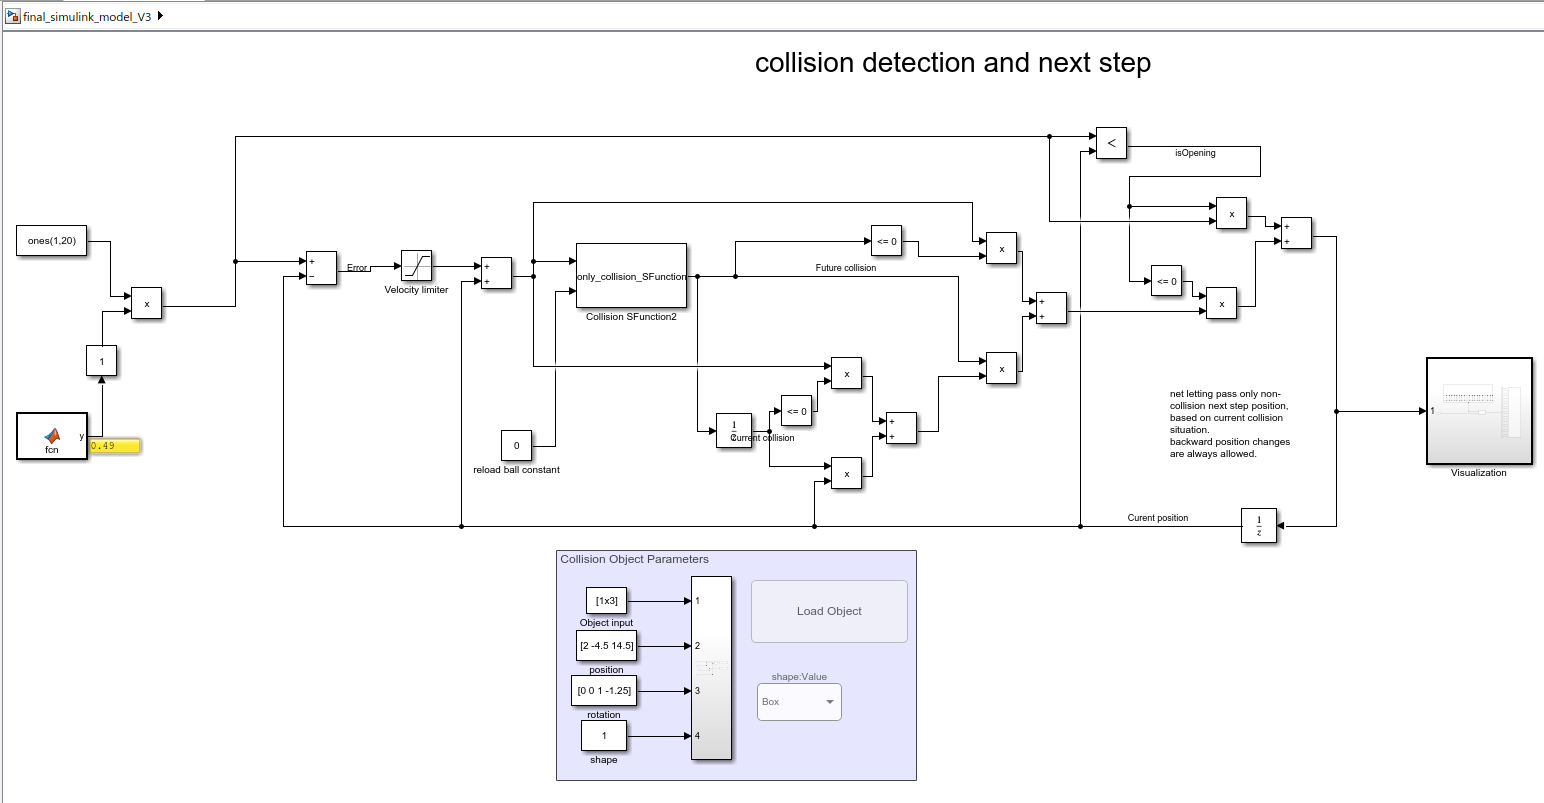 final_simulink_model_V3
collision detection and next step
<
isOpening
ones(1,20)
x
+
+
+
−
Error
Velocity limiter
+
+
only_collision_SFunction
Collision SFunction2
<= 0
Future collision
x
<= 0
x
x
+
+
1
x
x
<= 0
1
z
Current collision
+
+
x
fcn
y
0.49
0
reload ball constant
x
net letting pass only non-
collision next step position,
based on current collision
situation.
backward position changes
are always allowed.
1
Visualization
Curent position
1
z
Collision Object Parameters
[1x3]
1
Object input
Load Object
[2 -4.5 14.5]
2
position
[0 0 1 -1.25]
3
rotation
shape:Value
Box
1
4
shape